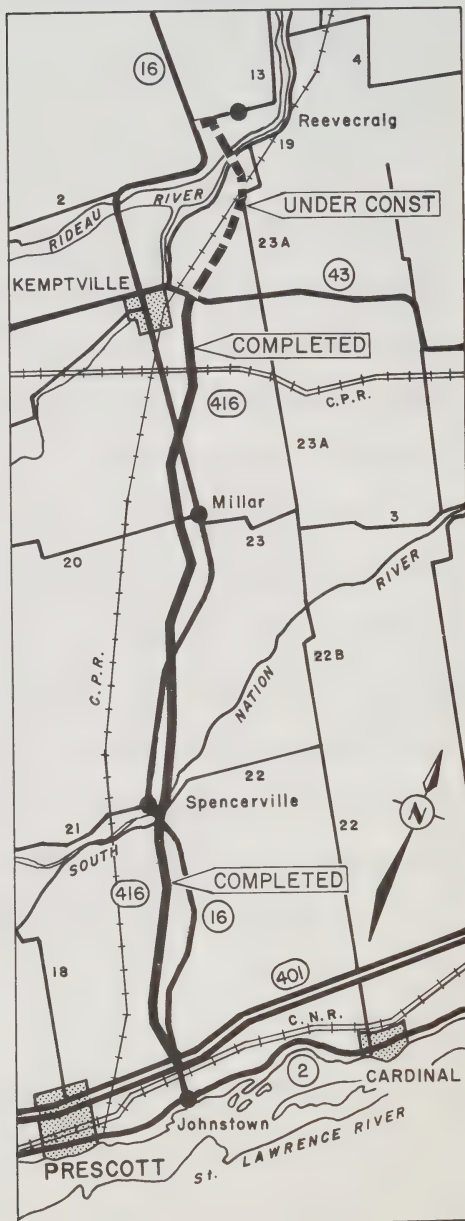 16
13
4
Reevecraig
19
2
RIDEAU RIVER
UNDER CONST
23A
43
KEMPTVILLE
COMPLETED
416
C.P.R.
23A
Millar
3
23
20
RIVER
NATION
22B
C.P.R.
22
Spencerville
21
SOUTH
22
N
COMPLETED
416
16
18
401
C.N.R.
2
CARDINAL
Johnstown
PRESCOTT
St. LAWRENCE RIVER